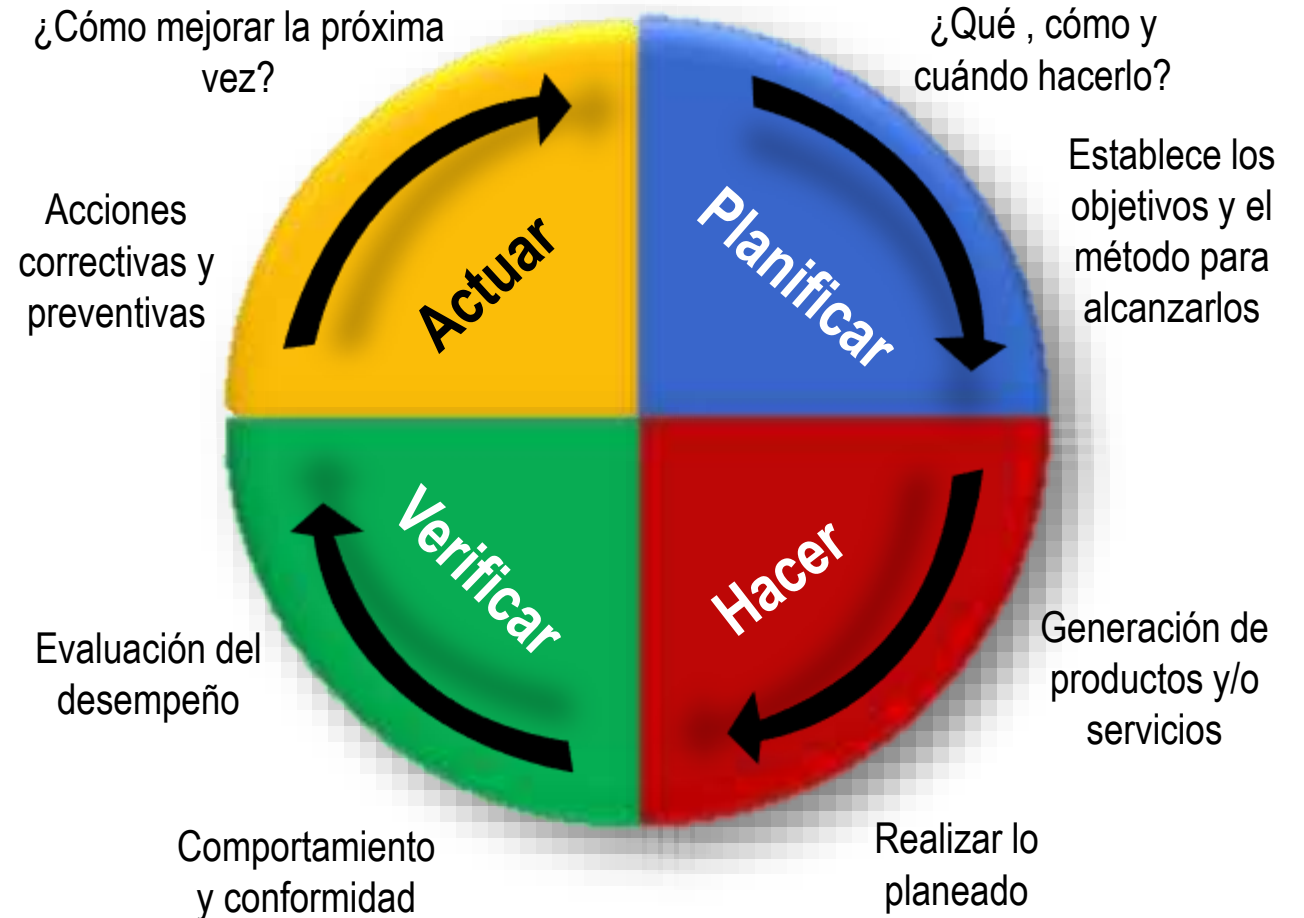 ¿Cómo mejorar la próxima
vez?
¿Qué , cómo y
cuándo hacerlo?
Establece los
objetivos y el
método para
alcanzarlos
Acciones
correctivas y
preventivas
Actuar
Planificar
Verificar
Hacer
Generación de
productos y/o
servicios
Evaluación del
desempeño
Realizar lo
planeado
Comportamiento
y conformidad